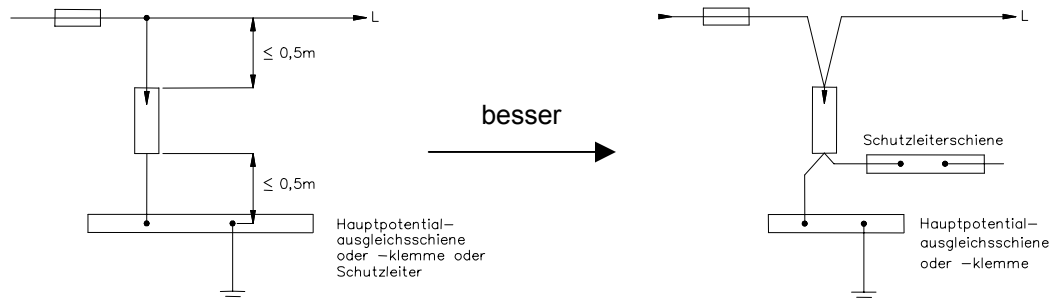 L
≤ 0,5m
≤ 0,5m
Hauptpotential–
ausgleichsschiene
oder –klemme oder
Schutzleiter
besser
L
Schutzleiterschiene
Hauptpotential–
ausgleichsschiene
oder –klemme